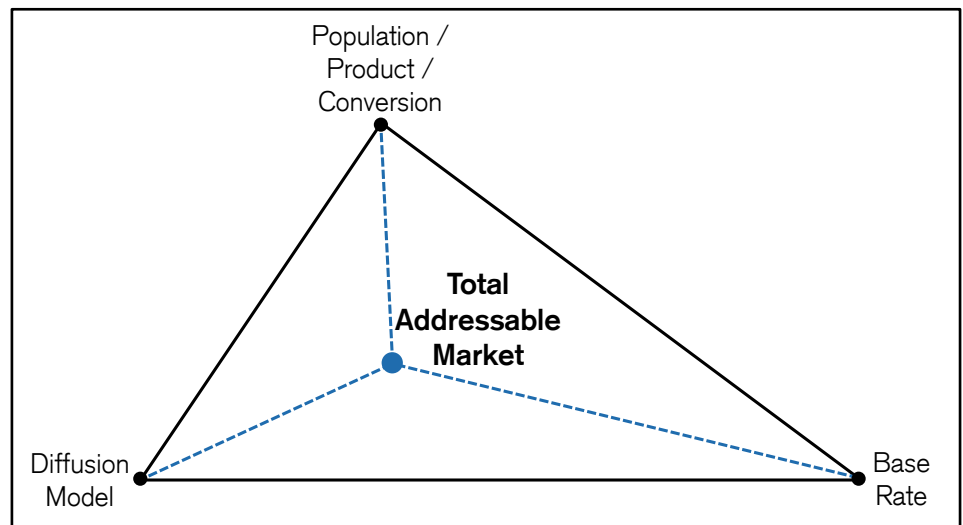 Population /
Product /
Conversion
Total
Addressable
Market
Diffusion
Model
Base
Rate